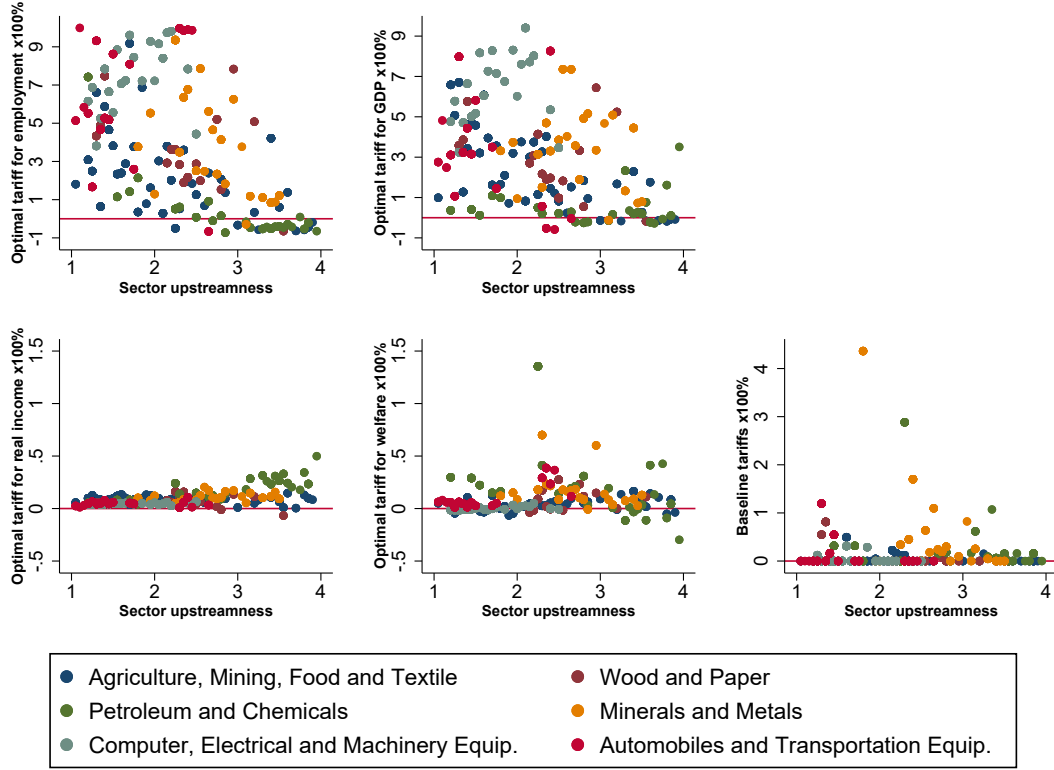 Optimal tariff for employment x100%
9
7
5
3
1
-1
1 2 3 4
Sector upstreamness
Optimal tariff for GDP x100%
9
7
5
3
1
-1
1 2 3 4
Sector upstreamness
Optimal tariff for real income x100%
1.5
1
.5
0
-.5
1 2 3 4
Sector upstreamness
Optimal tariff for welfare x100%
1.5
1
.5
0
-.5
1 2 3 4
Sector upstreamness
Baseline tariffs x100%
4
3
2
1
0
1 2 3 4
Sector upstreamness
Agriculture, Mining, Food and Textile
Wood and Paper
Petroleum and Chemicals
Minerals and Metals
Computer, Electrical and Machinery Equip.
Automobiles and Transportation Equip.